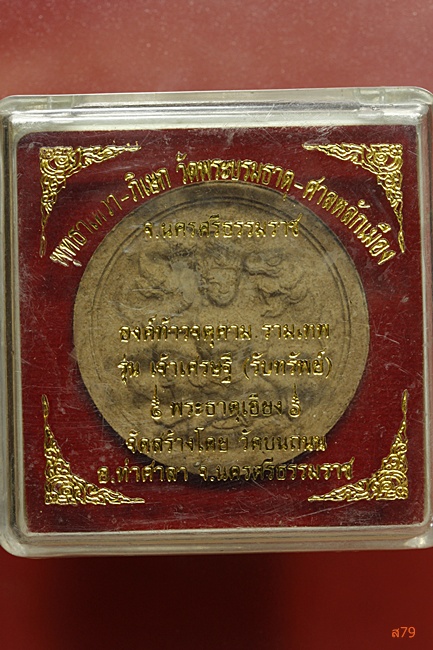 พุทธาเทวา-ภิเษก วัดพระบรมธาตุ-ศาลหลักเมือง
จ.นครศรีธรรมราช
องค์ท้าวจตุคาม รามเทพ
รุ่น เจ้าเศรษฐี (รับทรัพย์)
พระธาตุเอียง
จัดสร้างโดย วัดบนถนน
อ.ท่าศาลา จ.นครศรีธรรมราช
ส79